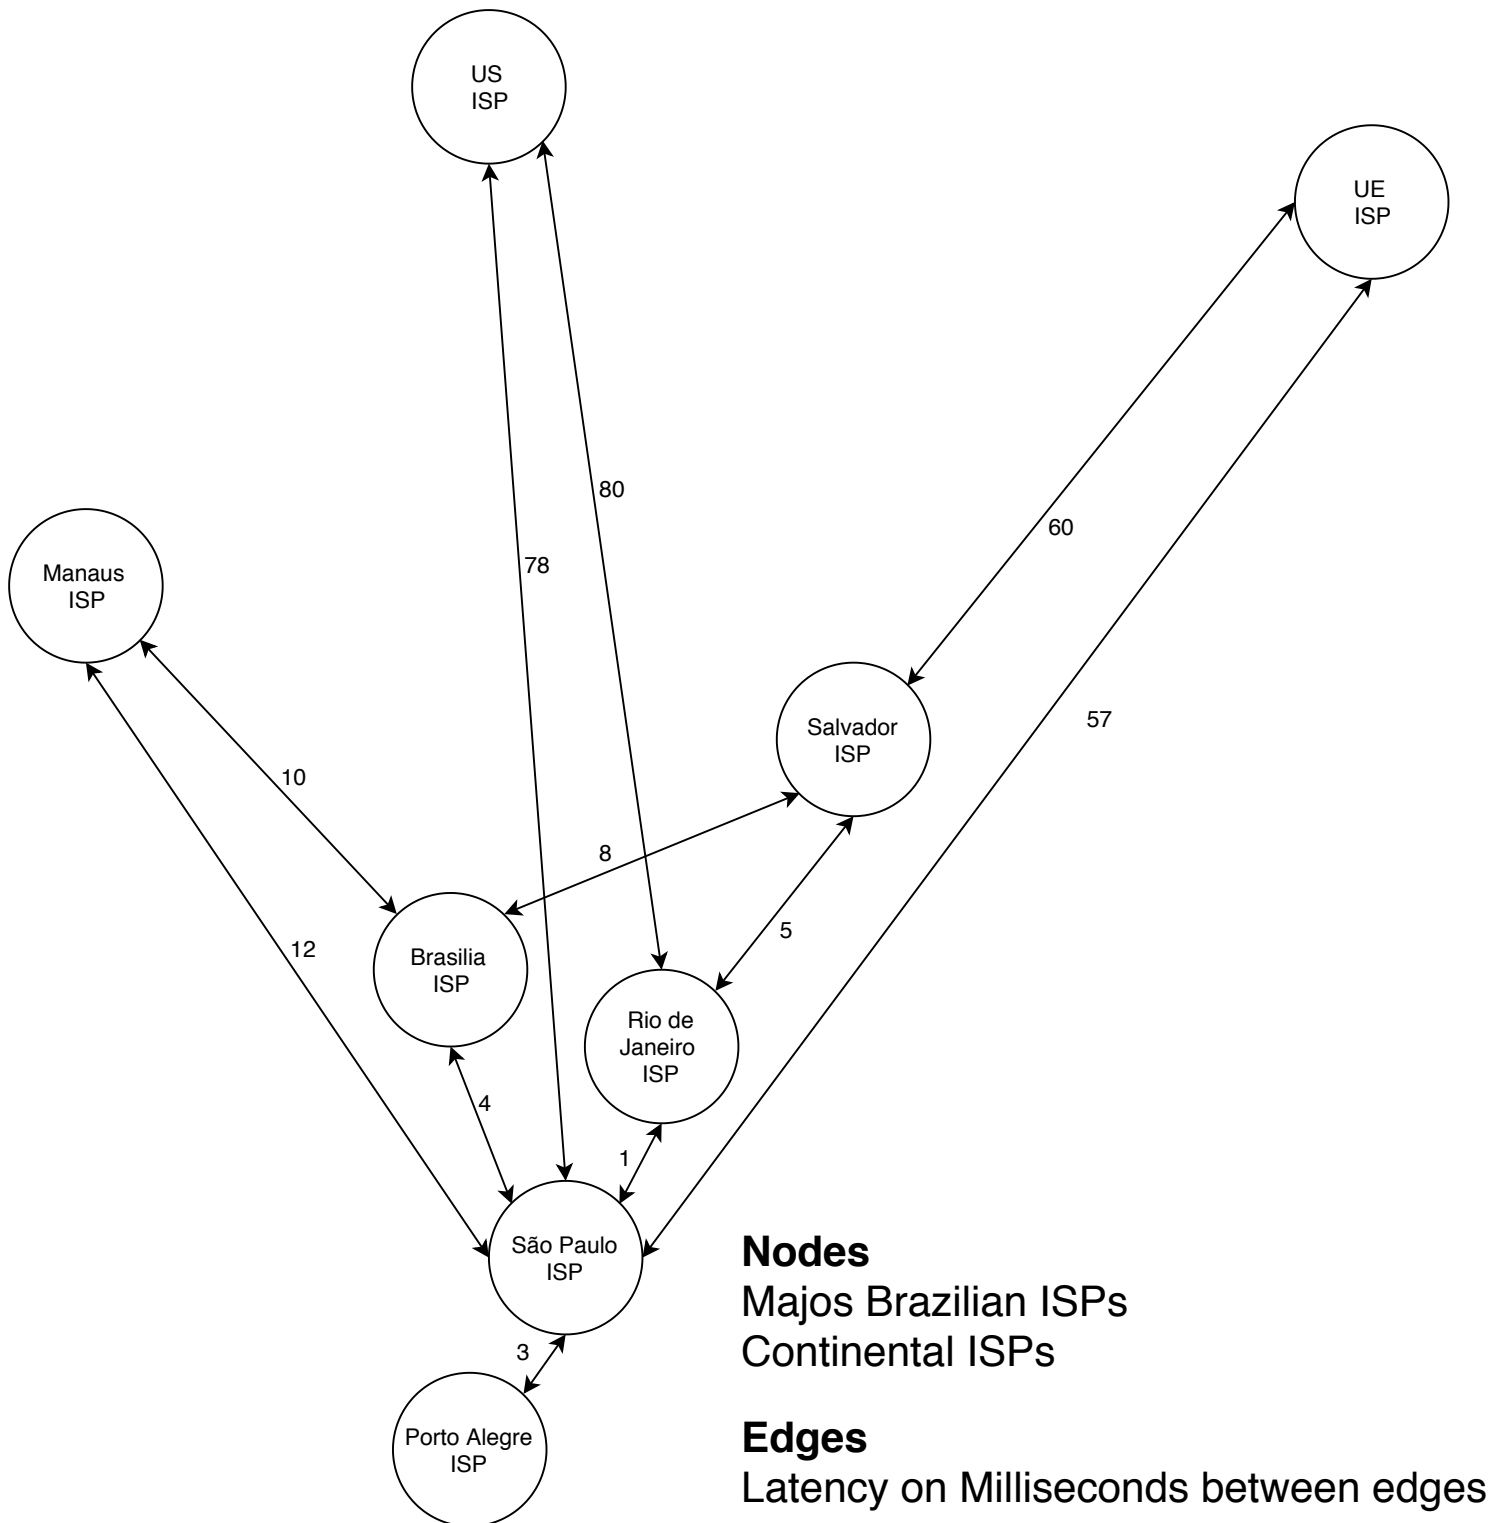 US
ISP
UE
ISP
80
60
78
Manaus
ISP
57
Salvador
ISP
10
8
5
12
Brasilia
ISP
Rio de
Janeiro
ISP
4
1
São Paulo
ISP
3
Porto Alegre
ISP
Nodes
Majos Brazilian ISPs
Continental ISPs
Edges
Latency on Milliseconds between edges